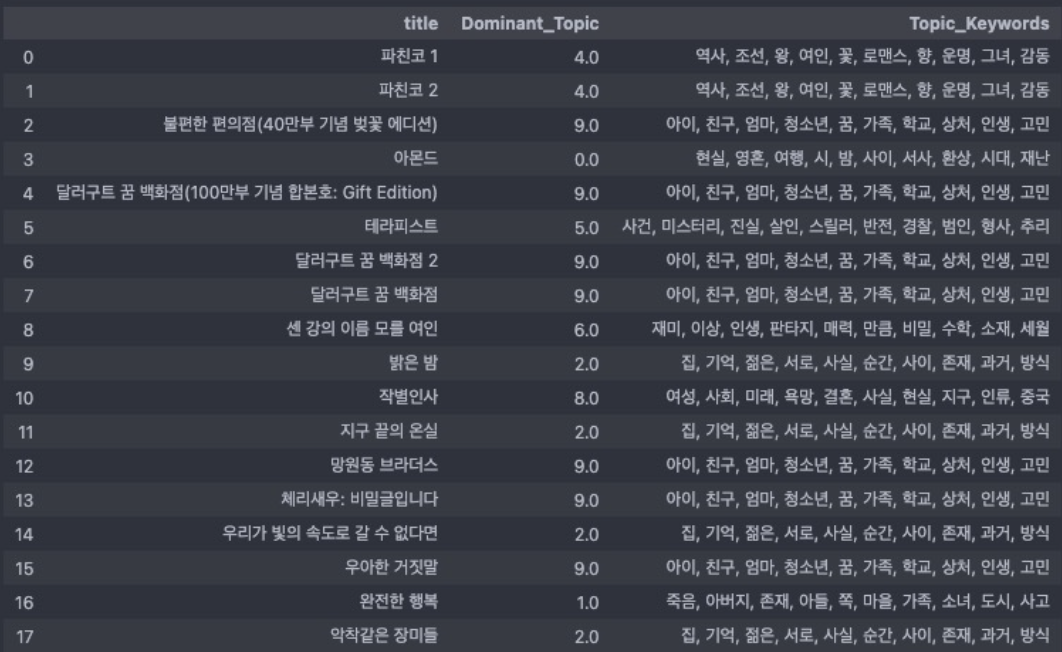 title Dominant_Topic Topic_Keywords
0 파친코 1 4.0 역사, 조선, 왕, 여인, 꽃, 로맨스, 향, 운명, 그녀, 감동
1 파친코 2 4.0 역사, 조선, 왕, 여인, 꽃, 로맨스, 향, 운명, 그녀, 감동
2 불편한 편의점(40만부 기념 벚꽃 에디션) 9.0 아이, 친구, 엄마, 청소년, 꿈, 가족, 학교, 상처, 인생, 고민
3 아몬드 0.0 현실, 영혼, 여행, 시, 밤, 사이, 서사, 환상, 시대, 재난
4 달러구트 꿈 백화점(100만부 기념 합본호: Gift Edition) 9.0 아이, 친구, 엄마, 청소년, 꿈, 가족, 학교, 상처, 인생, 고민
5 테라피스트 5.0 사건, 미스터리, 진실, 살인, 스릴러, 반전, 경찰, 범인, 형사, 추리
6 달러구트 꿈 백화점 2 9.0 아이, 친구, 엄마, 청소년, 꿈, 가족, 학교, 상처, 인생, 고민
7 달러구트 꿈 백화점 9.0 아이, 친구, 엄마, 청소년, 꿈, 가족, 학교, 상처, 인생, 고민
8 센 강의 이름 모를 여인 6.0 재미, 이상, 인생, 판타지, 매력, 만큼, 비밀, 수학, 소재, 세월
9 밝은 밤 2.0 집, 기억, 젊은, 서로, 사실, 순간, 사이, 존재, 과거, 방식
10 작별인사 8.0 여성, 사회, 미래, 욕망, 결혼, 사실, 현실, 지구, 인류, 중국
11 지구 끝의 온실 2.0 집, 기억, 젊은, 서로, 사실, 순간, 사이, 존재, 과거, 방식
12 망원동 브라더스 9.0 아이, 친구, 엄마, 청소년, 꿈, 가족, 학교, 상처, 인생, 고민
13 체리새우: 비밀글입니다 9.0 아이, 친구, 엄마, 청소년, 꿈, 가족, 학교, 상처, 인생, 고민
14 우리가 빛의 속도로 갈 수 없다면 2.0 집, 기억, 젊은, 서로, 사실, 순간, 사이, 존재, 과거, 방식
15 우아한 거짓말 9.0 아이, 친구, 엄마, 청소년, 꿈, 가족, 학교, 상처, 인생, 고민
16 완전한 행복 1.0 죽음, 아버지, 존재, 아들, 쪽, 마을, 가족, 소녀, 도시, 사고
17 악착같은 장미들 2.0 집, 기억, 젊은, 서로, 사실, 순간, 사이, 존재, 과거, 방식